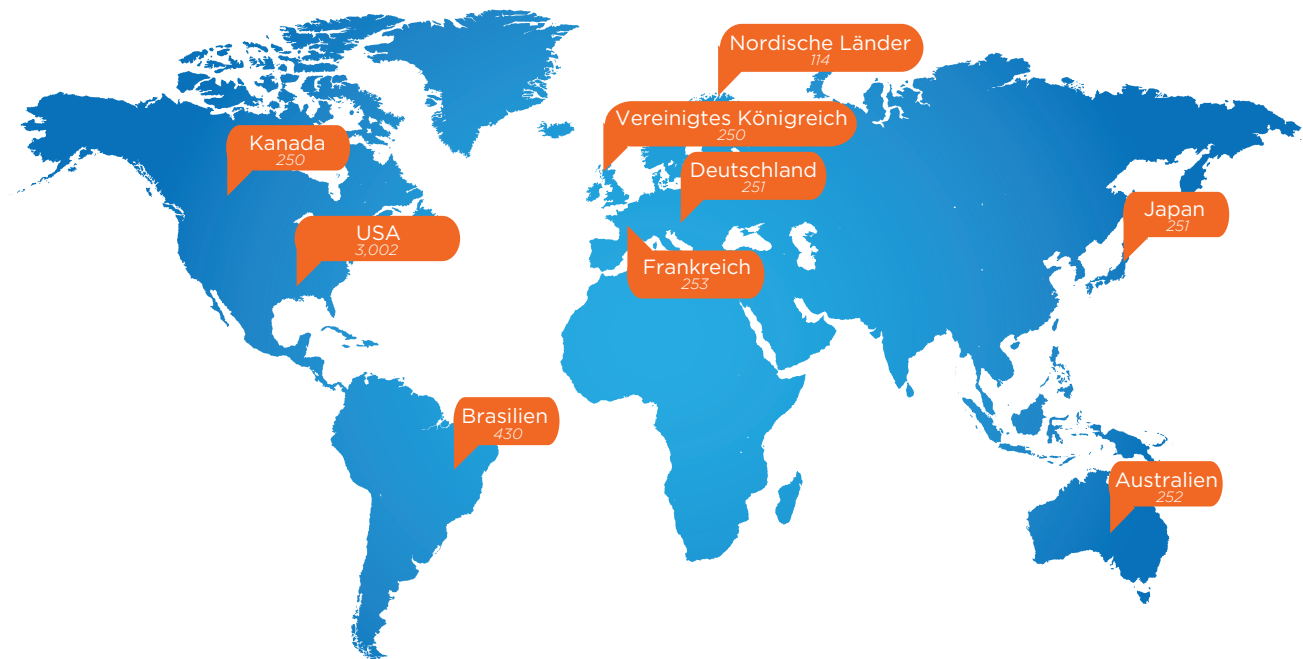 Nordische Länder
114
Vereinigtes Königreich
250
Kanada
250
Deutschland
251
Japan
251
USA
3,002
Frankreich
253
Brasilien
430
Australien
252